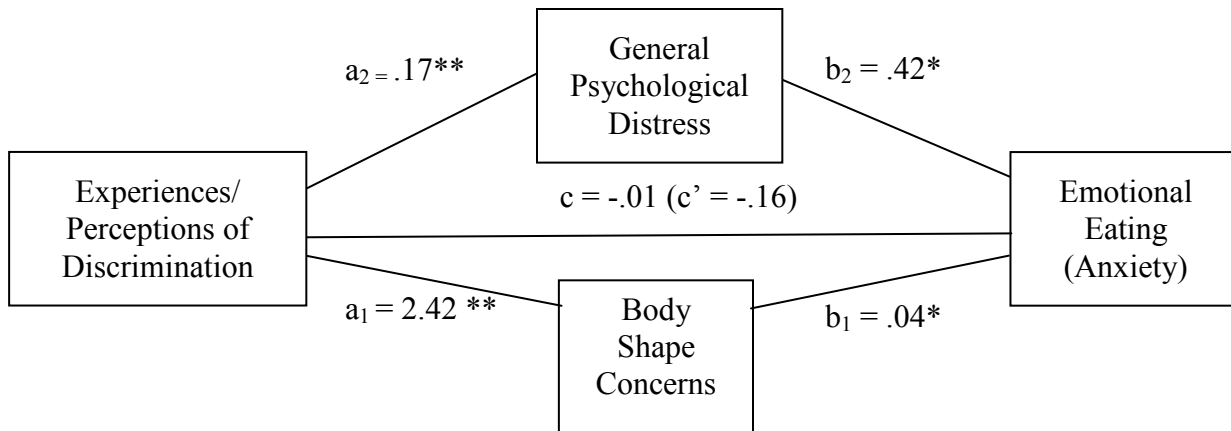 General
Psychological
Distress
a₂ = .17**
b₂ = .42*
Experiences/
Perceptions of
Discrimination
c = -.01 (c’ = -.16)
Emotional
Eating
(Anxiety)
a₁ = 2.42 **
Body
Shape
Concerns
b₁ = .04*